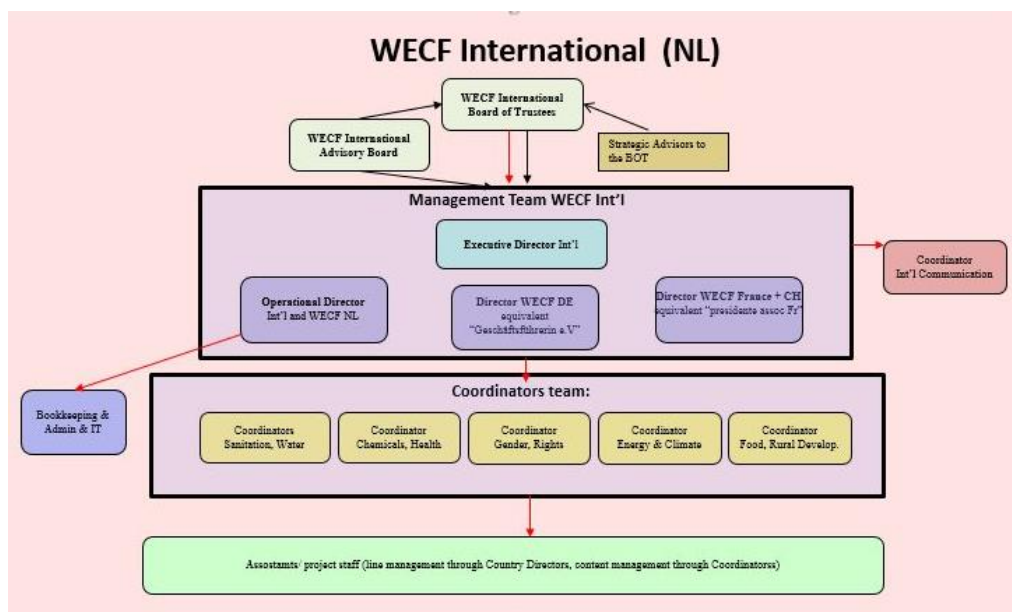 WECF International (NL)
WECF International
Board of Trustees
WECF International
Advisory Board
Strategic Advisors to
the BOT
Management Team WECF Int'l
Executive Director Int'l
Coordinator
Int'l Communication
Operational Director
Int'l and WECF NL
Director WECF DE
equivalent
"Geschäftsführerin e.V"
Director WECF France + CH
equivalent "presidente assoc Fr"
Coordinators team:
Bookkeeping &
Admin & IT
Coordinators
Sanitation, Water
Coordinator
Chemicals, Health
Coordinator
Gender, Rights
Coordinator
Energy & Climate
Coordinator
Food, Rural Develop.
Assostamts/ project staff (line management through Country Directors, content management through Coordinatorss)